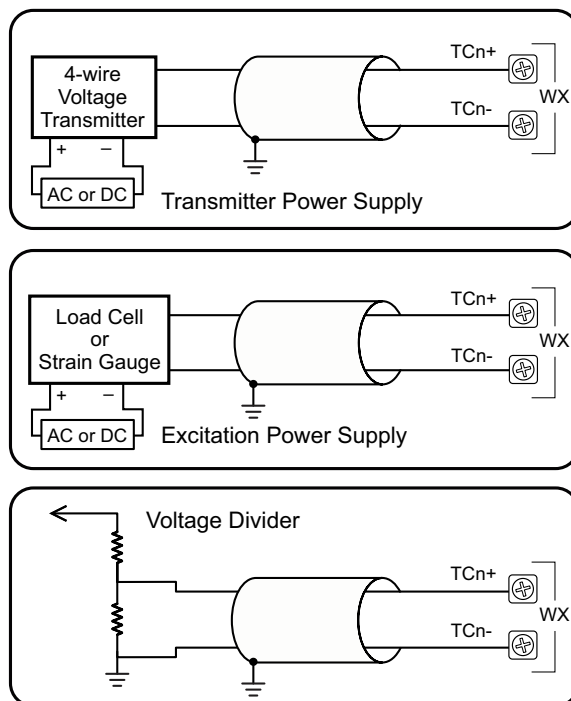 4-wire
Voltage
Transmitter
+ –
AC or DC
Transmitter Power Supply
TCn+
TCn-
WX
Load Cell
or
Strain Gauge
+ –
AC or DC
Excitation Power Supply
TCn+
TCn-
WX
Voltage Divider
TCn+
TCn-
WX